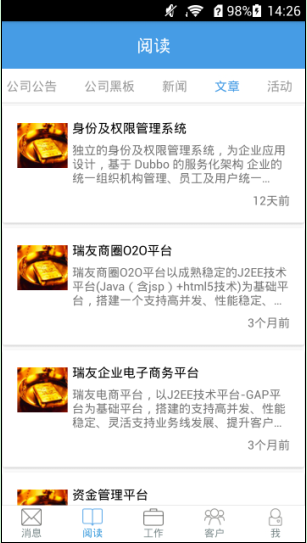 98% 14:26
阅读
公司公告 公司黑板 新闻 文章 活动
身份及权限管理系统
独立的身份及权限管理系统，为企业应用
设计，基于 Dubbo 的服务化架构 企业的
统一组织机构管理、员工及用户统一...
12天前
瑞友商圈O2O平台
瑞友商圈O2O平台以成熟稳定的J2EE技术
平台(Java（含jsp）+html5技术)为基础平
台，搭建一个支持高并发、性能稳定、...
3个月前
瑞友企业电子商务平台
瑞友电商平台，以J2EE技术平台-GAP平
台为基础平台，搭建的支持高并发、性能
稳定、灵活支持业务线发展、提升客户...
3个月前
资金管理平台
消息 阅读 工作 客户 我